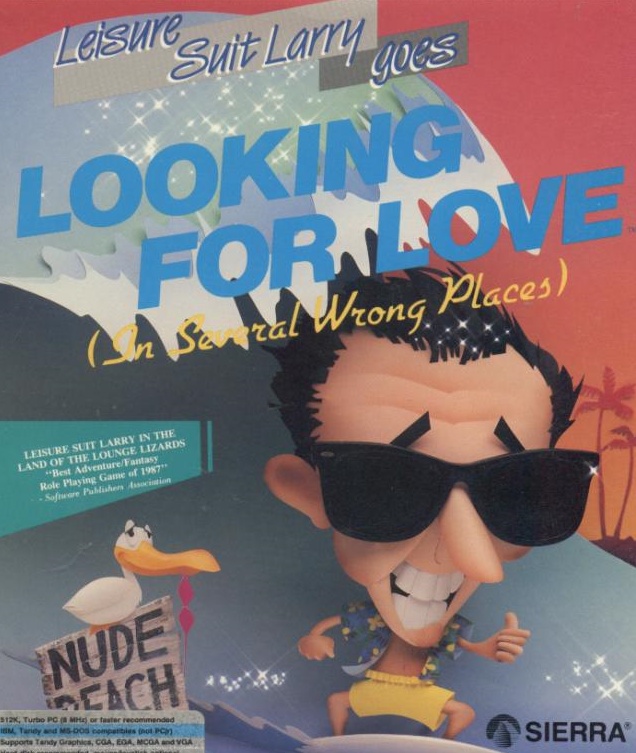 Leisure
Suit Larry
goes
LOOKING
FOR LOVE
(In Several Wrong Places)
LEISURE SUIT LARRY IN THE
LAND OF THE LOUNGE LIZARDS
"Best Adventure/Fantasy
Role Playing Game of 1987"
- Software Publishers Association
NUDE
BEACH
512K, Turbo PC (8 MHz) or faster recommended
IBM, Tandy and MS-DOS compatibles (not PCjr)
Supports Tandy Graphics, CGA, EGA, MCGA and VGA
SIERRA®